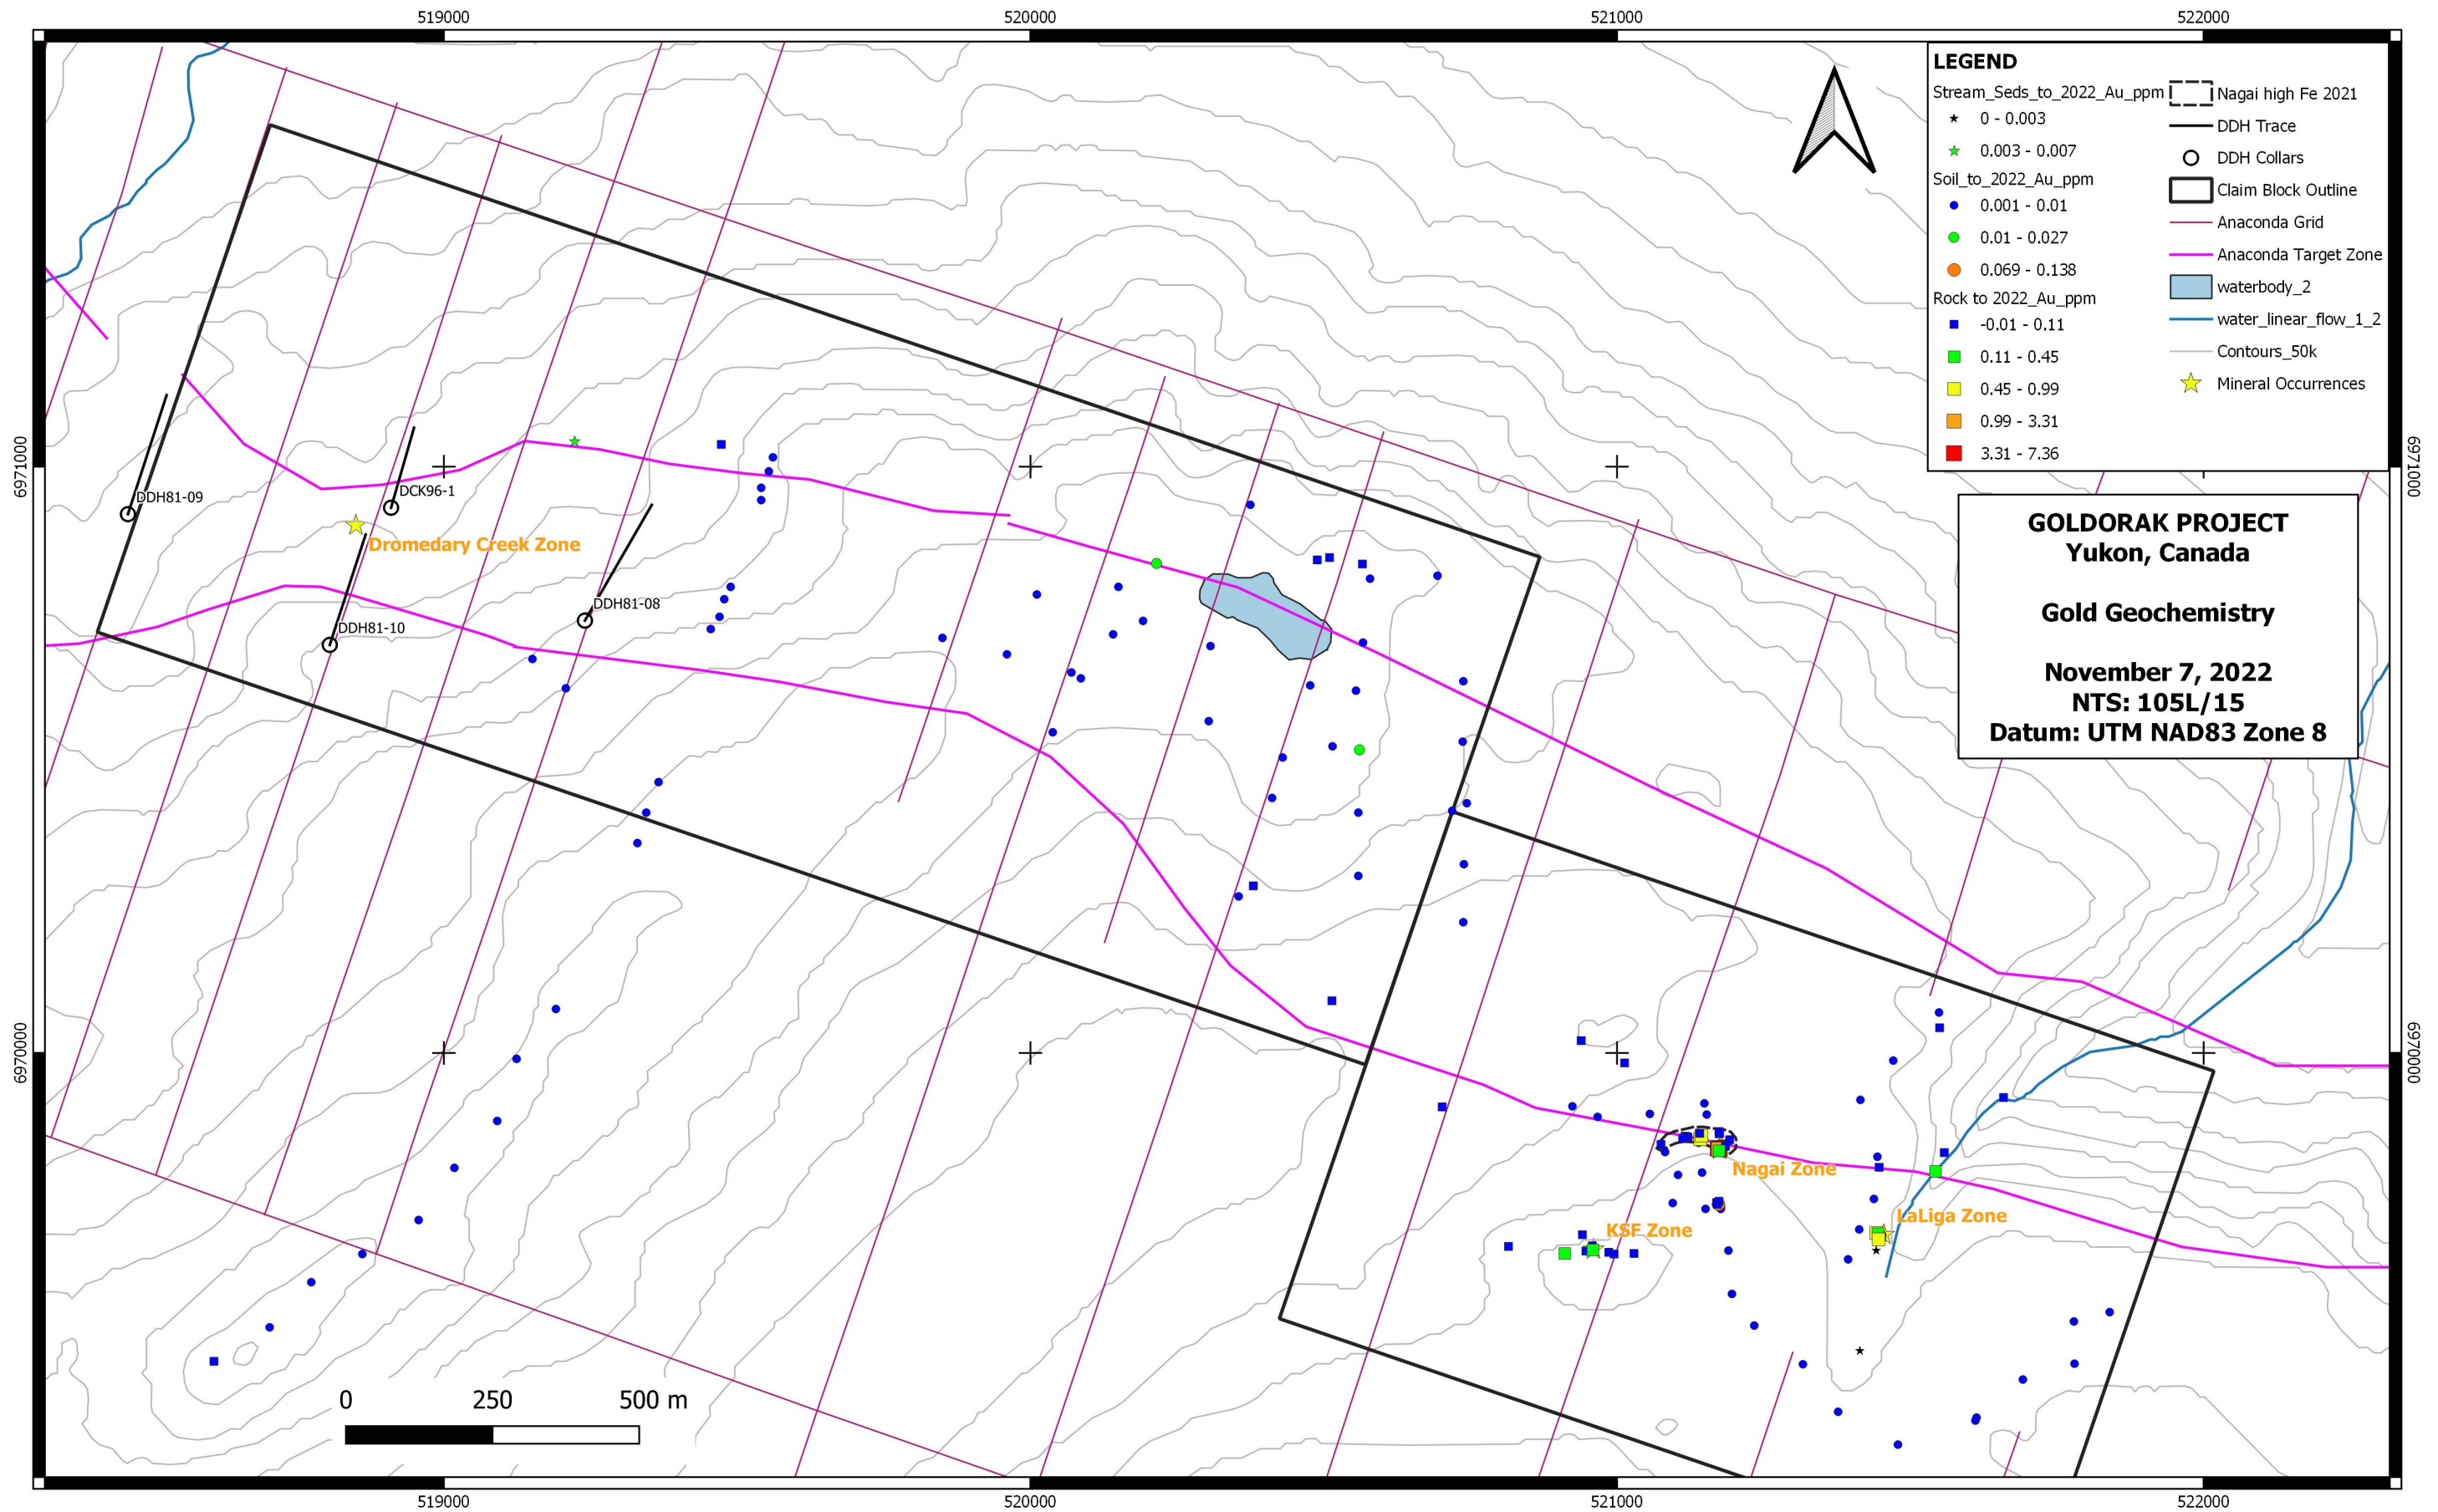 519000
520000
521000
522000
LEGEND
Stream_Seds_to_2022_Au_ppm
0 - 0.003
0.003 - 0.007
Soil_to_2022_Au_ppm
0.001 - 0.01
0.01 - 0.027
0.069 - 0.138
Rock to 2022_Au_ppm
-0.01 - 0.11
0.11 - 0.45
0.45 - 0.99
0.99 - 3.31
3.31 - 7.36
Nagai high Fe 2021
DDH Trace
DDH Collars
Claim Block Outline
Anaconda Grid
Anaconda Target Zone
waterbody_2
water_linear_flow_1_2
Contours_50k
Mineral Occurrences
6971000
6971000
GOLDORAK PROJECT
Yukon, Canada
Gold Geochemistry
November 7, 2022
NTS: 105L/15
Datum: UTM NAD83 Zone 8
DDH81-09
DCK96-1
Dromedary Creek Zone
DDH81-08
DDH81-10
6970000
6970000
Nagai Zone
LaLiga Zone
KSF Zone
0 250 500 m
519000
520000
521000
522000